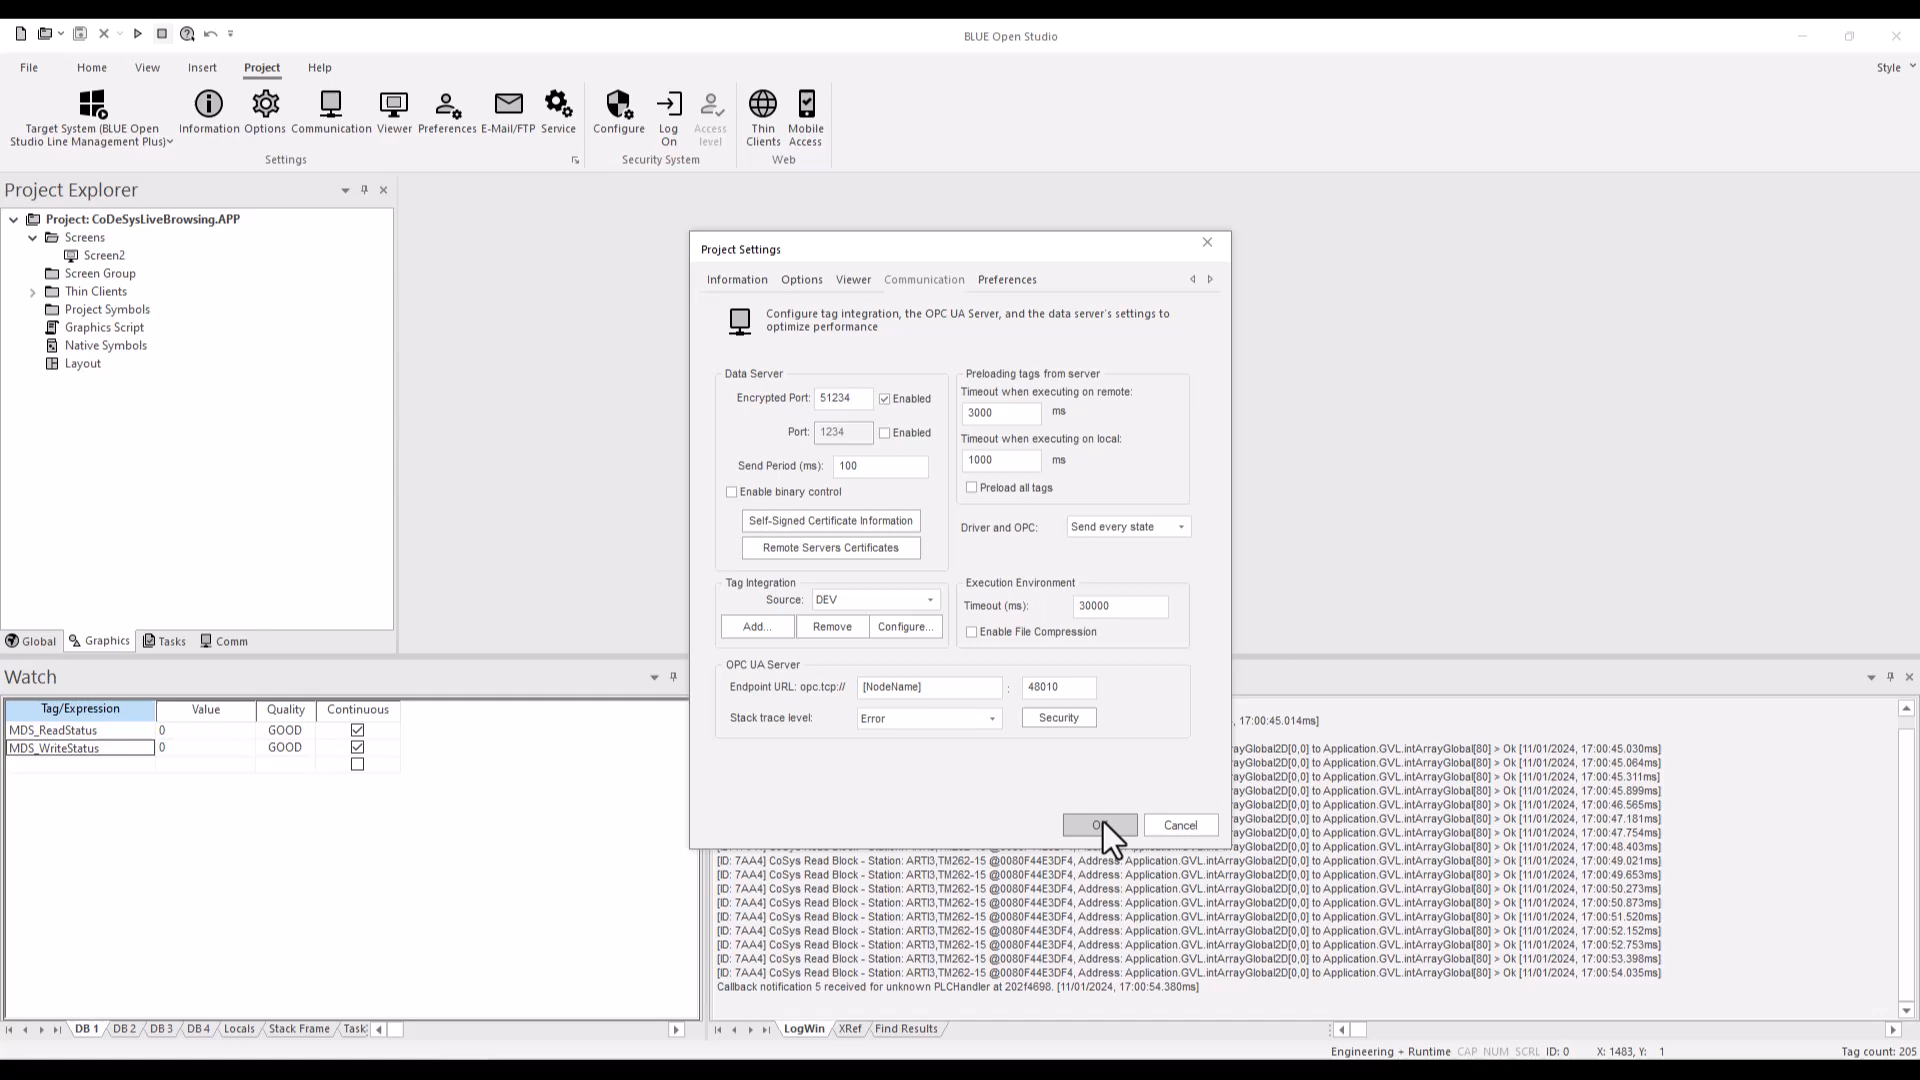 BLUE Open Studio
File Home View Insert Project Help Style
Target System (BLUE Open
Studio Line Management Plus)
Information Options Communication Viewer Preferences E-Mail/FTP Service
Configure Log
On Access
level Thin
Clients Mobile
Access
Settings Security System Web
Project Explorer
Project: CoDeSysLiveBrowsing.APP
Screens
Screen2
Screen Group
Thin Clients
Project Symbols
Graphics Script
Native Symbols
Layout
Global Graphics Tasks Comm
Project Settings
Information Options Viewer Communication Preferences
Configure tag integration, the OPC UA Server, and the data server's settings to
optimize performance
Data Server
Encrypted Port: 51234 Enabled
Port: 1234 Enabled
Send Period (ms): 100
Enable binary control
Self-Signed Certificate Information
Remote Servers Certificates
Preloading tags from server
Timeout when executing on remote:
3000 ms
Timeout when executing on local:
1000 ms
Preload all tags
Driver and OPC: Send every state
Tag Integration
Source: DEV
Add... Remove Configure...
Execution Environment
Timeout (ms): 30000
Enable File Compression
OPC UA Server
Endpoint URL: opc.tcp:// [NodeName] : 48010
Stack trace level: Error Security
Cancel
Watch
Tag/Expression Value Quality Continuous
MDS_ReadStatus 0 GOOD
MDS_WriteStatus 0 GOOD
DB 1 DB 2 DB 3 DB 4 Locals Stack Frame Task
, 17:00:45.014ms]
ayGlobal2D[0,0] to Application.GVL.intArrayGlobal[80] > Ok [11/01/2024, 17:00:45.030ms]
ayGlobal2D[0,0] to Application.GVL.intArrayGlobal[80] > Ok [11/01/2024, 17:00:45.064ms]
ayGlobal2D[0,0] to Application.GVL.intArrayGlobal[80] > Ok [11/01/2024, 17:00:45.311ms]
ayGlobal2D[0,0] to Application.GVL.intArrayGlobal[80] > Ok [11/01/2024, 17:00:45.899ms]
ayGlobal2D[0,0] to Application.GVL.intArrayGlobal[80] > Ok [11/01/2024, 17:00:46.565ms]
ayGlobal2D[0,0] to Application.GVL.intArrayGlobal[80] > Ok [11/01/2024, 17:00:47.181ms]
ayGlobal2D[0,0] to Application.GVL.intArrayGlobal[80] > Ok [11/01/2024, 17:00:47.754ms]
ayGlobal2D[0,0] to Application.GVL.intArrayGlobal[80] > Ok [11/01/2024, 17:00:48.403ms]
[ID: 7AA4] CoSys Read Block - Station: ARTI3,TM262-15 @0080F44E3DF4, Address: Application.GVL.intArrayGlobal2D[0,0] to Application.GVL.intArrayGlobal[80] > Ok [11/01/2024, 17:00:49.021ms]
[ID: 7AA4] CoSys Read Block - Station: ARTI3,TM262-15 @0080F44E3DF4, Address: Application.GVL.intArrayGlobal2D[0,0] to Application.GVL.intArrayGlobal[80] > Ok [11/01/2024, 17:00:49.653ms]
[ID: 7AA4] CoSys Read Block - Station: ARTI3,TM262-15 @0080F44E3DF4, Address: Application.GVL.intArrayGlobal2D[0,0] to Application.GVL.intArrayGlobal[80] > Ok [11/01/2024, 17:00:50.273ms]
[ID: 7AA4] CoSys Read Block - Station: ARTI3,TM262-15 @0080F44E3DF4, Address: Application.GVL.intArrayGlobal2D[0,0] to Application.GVL.intArrayGlobal[80] > Ok [11/01/2024, 17:00:50.873ms]
[ID: 7AA4] CoSys Read Block - Station: ARTI3,TM262-15 @0080F44E3DF4, Address: Application.GVL.intArrayGlobal2D[0,0] to Application.GVL.intArrayGlobal[80] > Ok [11/01/2024, 17:00:51.520ms]
[ID: 7AA4] CoSys Read Block - Station: ARTI3,TM262-15 @0080F44E3DF4, Address: Application.GVL.intArrayGlobal2D[0,0] to Application.GVL.intArrayGlobal[80] > Ok [11/01/2024, 17:00:52.152ms]
[ID: 7AA4] CoSys Read Block - Station: ARTI3,TM262-15 @0080F44E3DF4, Address: Application.GVL.intArrayGlobal2D[0,0] to Application.GVL.intArrayGlobal[80] > Ok [11/01/2024, 17:00:52.753ms]
[ID: 7AA4] CoSys Read Block - Station: ARTI3,TM262-15 @0080F44E3DF4, Address: Application.GVL.intArrayGlobal2D[0,0] to Application.GVL.intArrayGlobal[80] > Ok [11/01/2024, 17:00:53.398ms]
[ID: 7AA4] CoSys Read Block - Station: ARTI3,TM262-15 @0080F44E3DF4, Address: Application.GVL.intArrayGlobal2D[0,0] to Application.GVL.intArrayGlobal[80] > Ok [11/01/2024, 17:00:54.035ms]
Callback notification 5 received for unknown PLCHandler at 202f4698. [11/01/2024, 17:00:54.380ms]
LogWin XRef Find Results
Engineering + Runtime CAP NUM SCRL ID: 0 X: 1483, Y: 1 Tag count: 205